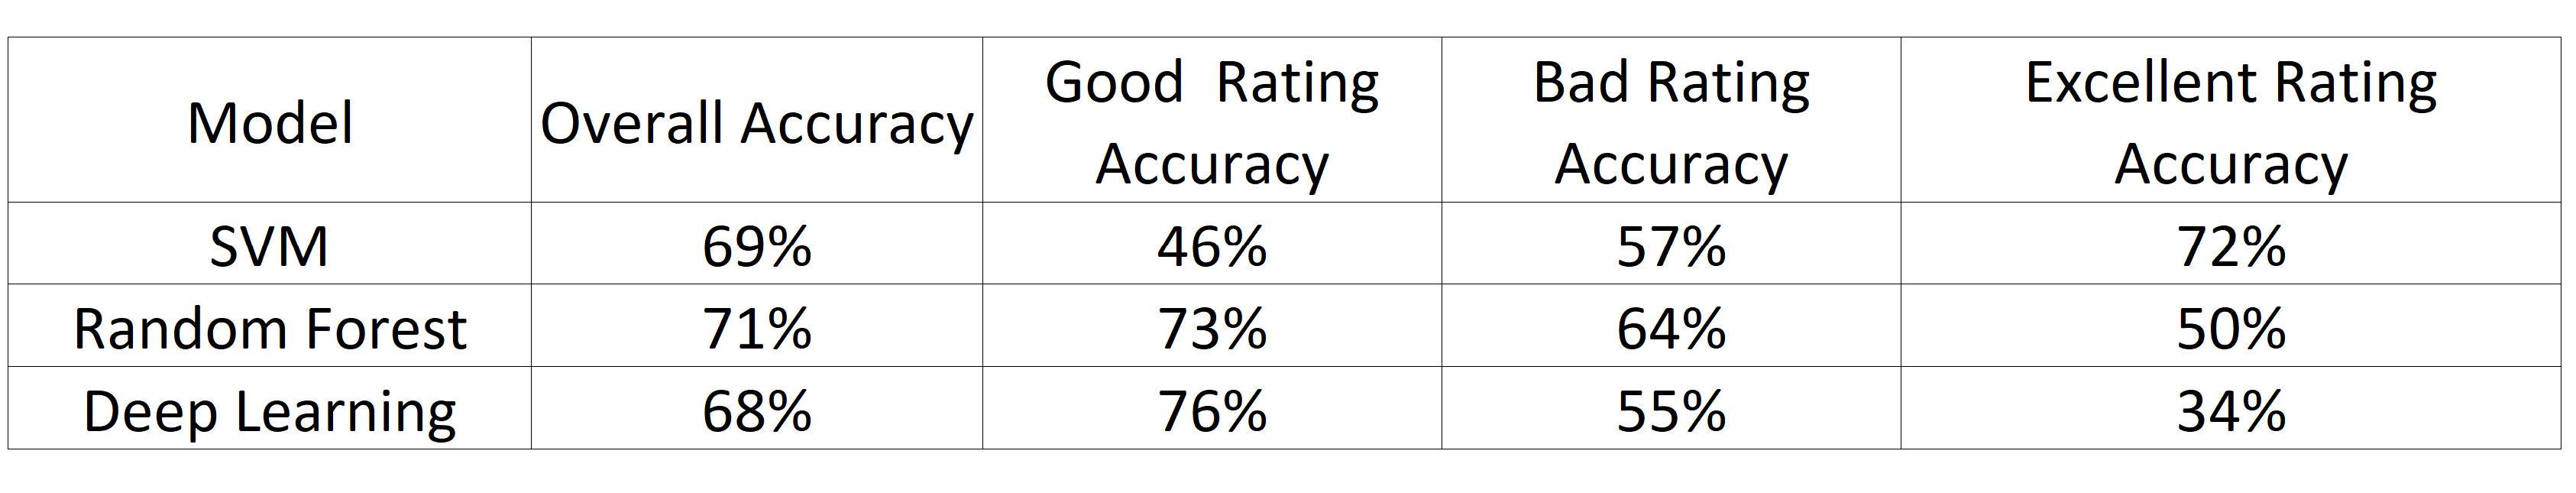 Model Overall Accuracy Good Rating Accuracy Bad Rating Accuracy Excellent Rating Accuracy
SVM 69% 46% 57% 72%
Random Forest 71% 73% 64% 50%
Deep Learning 68% 76% 55% 34%